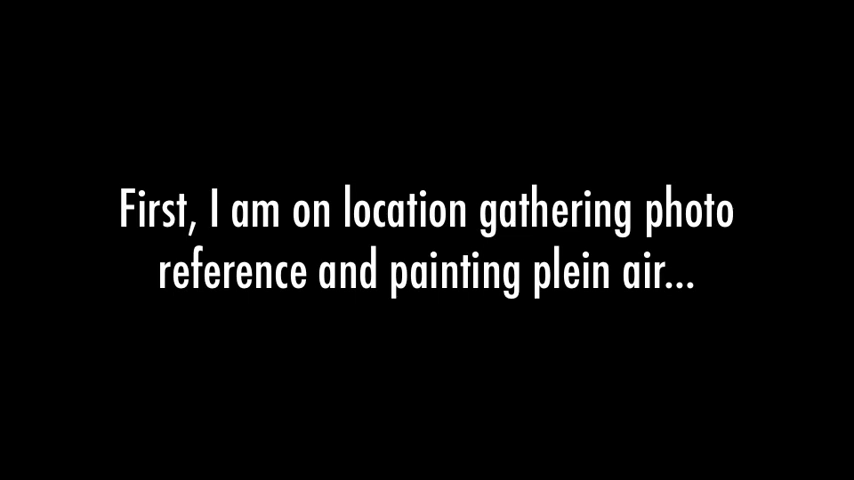 First, I am on location gathering photo
reference and painting plein air...